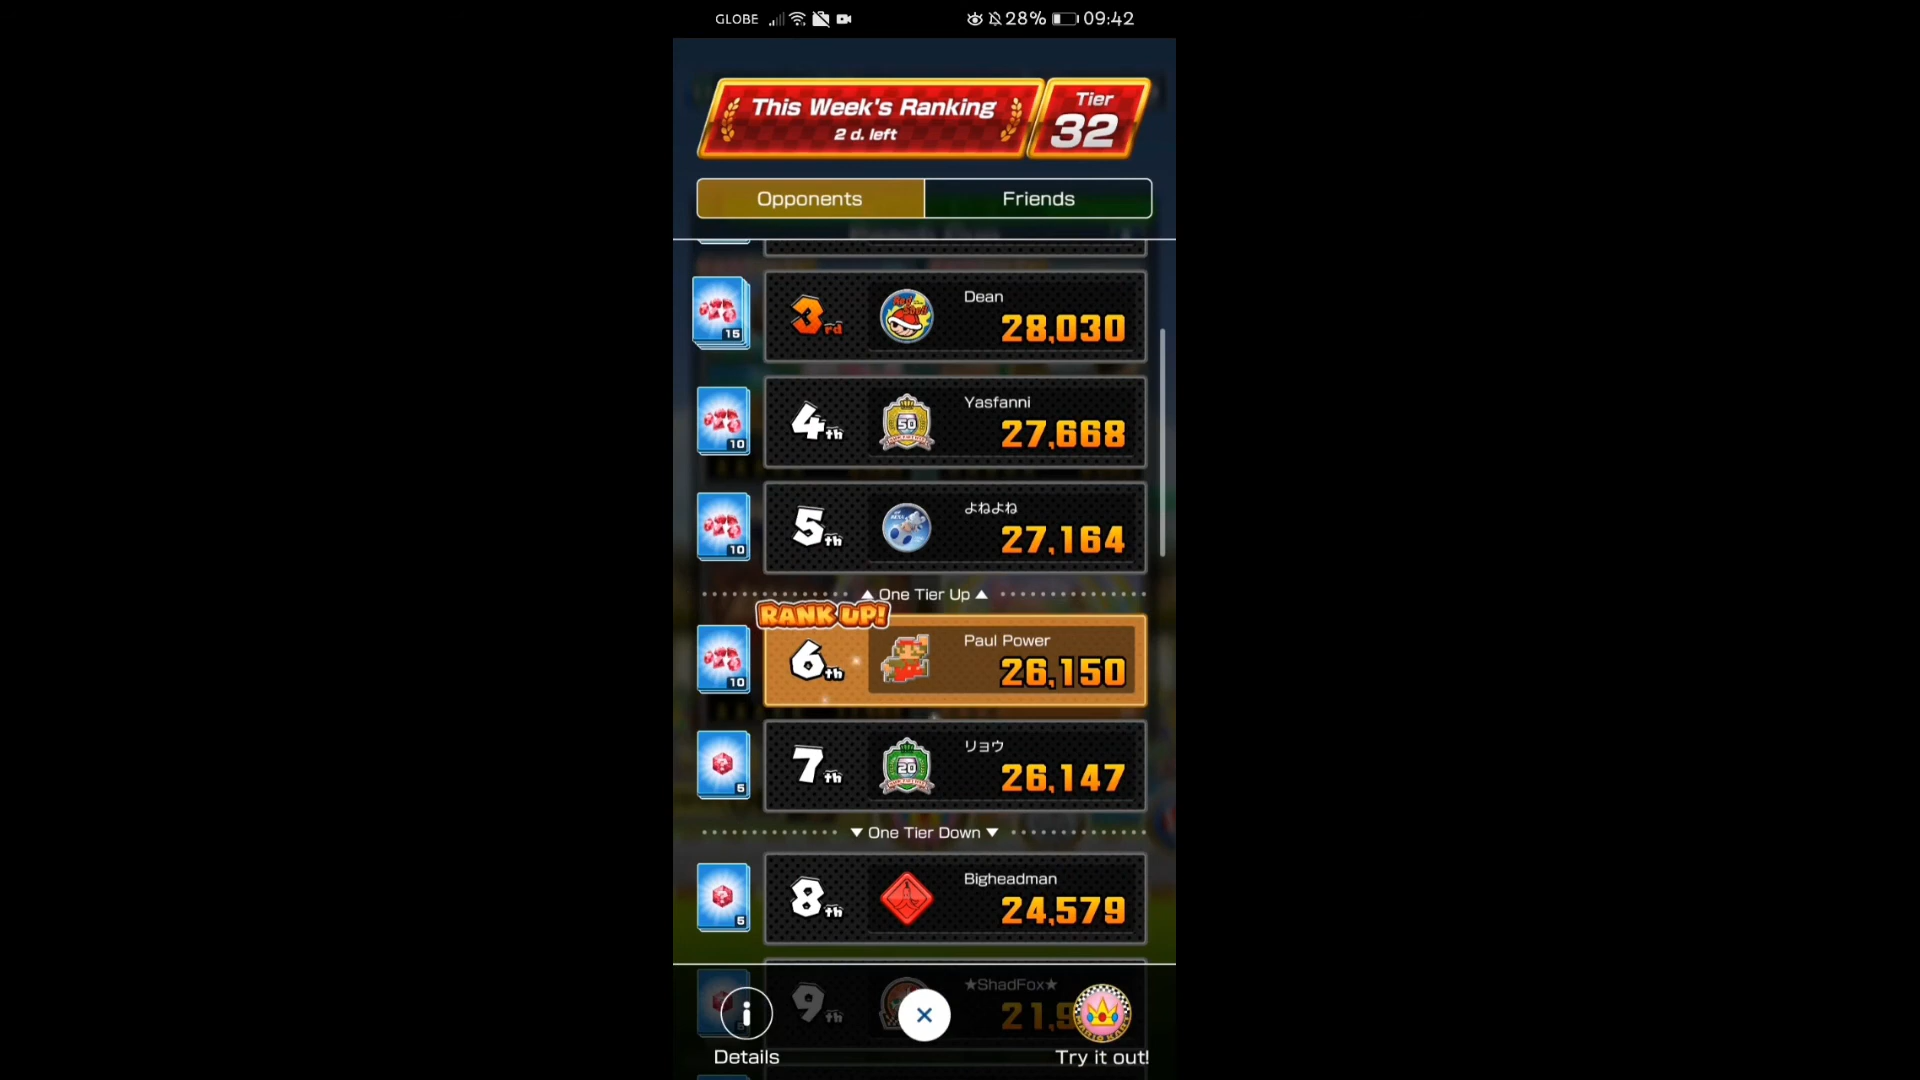 GLOBE 28% 09:42
This Week's Ranking
2 d. left
Tier
32
Opponents Friends
15 3rd Dean
28,030
10 4th 50 Yasfanni
27,668
10 5th よねよね
27,164
▲ One Tier Up ▲
RANK UP!
10 6th Paul Power
26,150
5 7th 20 リョウ
26,147
▼ One Tier Down ▼
5 8th Bigheadman
24,579
9th ★ShadFox★
Details Try it out!